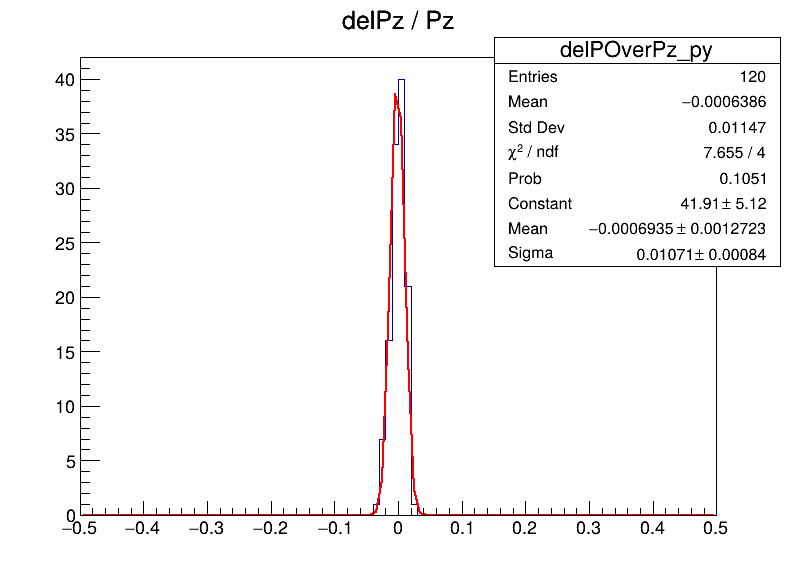 delPz / Pz
delPOverPz_py
Entries 120
Mean −0.0006386
Std Dev 0.01147
χ² / ndf 7.655 / 4
Prob 0.1051
Constant 41.91 ± 5.12
Mean −0.0006935 ± 0.0012723
Sigma 0.01071 ± 0.00084
40
35
30
25
20
15
10
5
0
−0.5 −0.4 −0.3 −0.2 −0.1 0 0.1 0.2 0.3 0.4 0.5